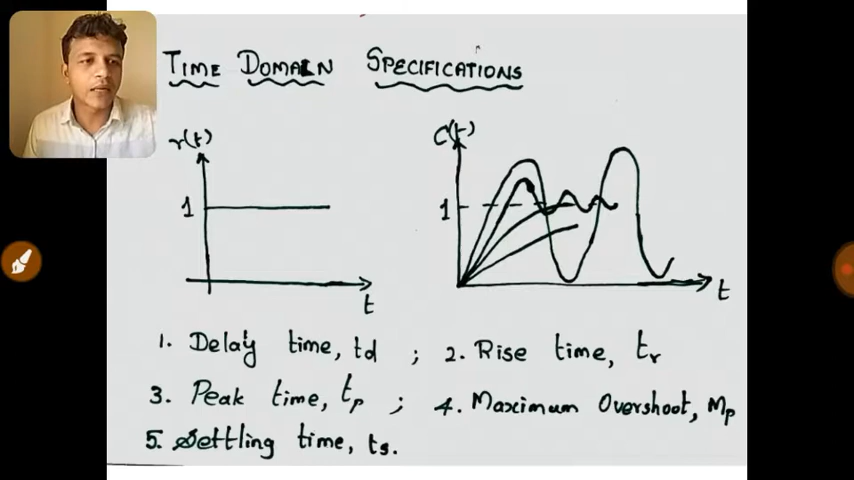 TIME DOMAIN SPECIFICATIONS
r(t)
1
t
C(t)
1
t
1. Delay time, td ; 2. Rise time, tr
3. Peak time, tp ; 4. Maximum Overshoot, Mp
5. Settling time, ts.